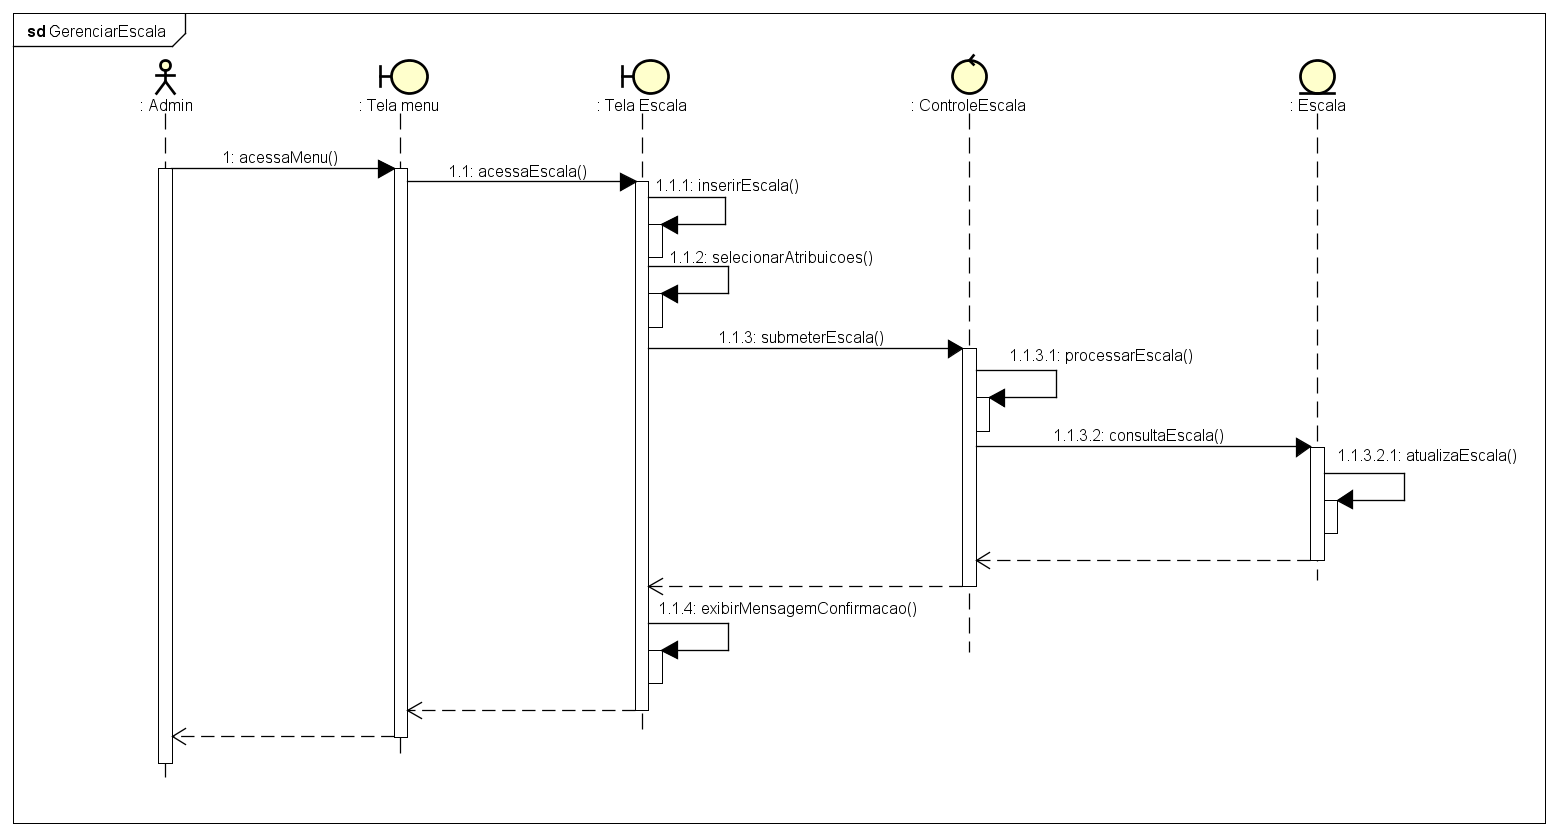 sd GerenciarEscala
: Admin
: Tela menu
: Tela Escala
: ControleEscala
: Escala
1: acessaMenu()
1.1: acessaEscala()
1.1.1: inserirEscala()
1.1.2: selecionarAtribuicoes()
1.1.3: submeterEscala()
1.1.3.1: processarEscala()
1.1.3.2: consultaEscala()
1.1.3.2.1: atualizaEscala()
1.1.4: exibirMensagemConfirmacao()